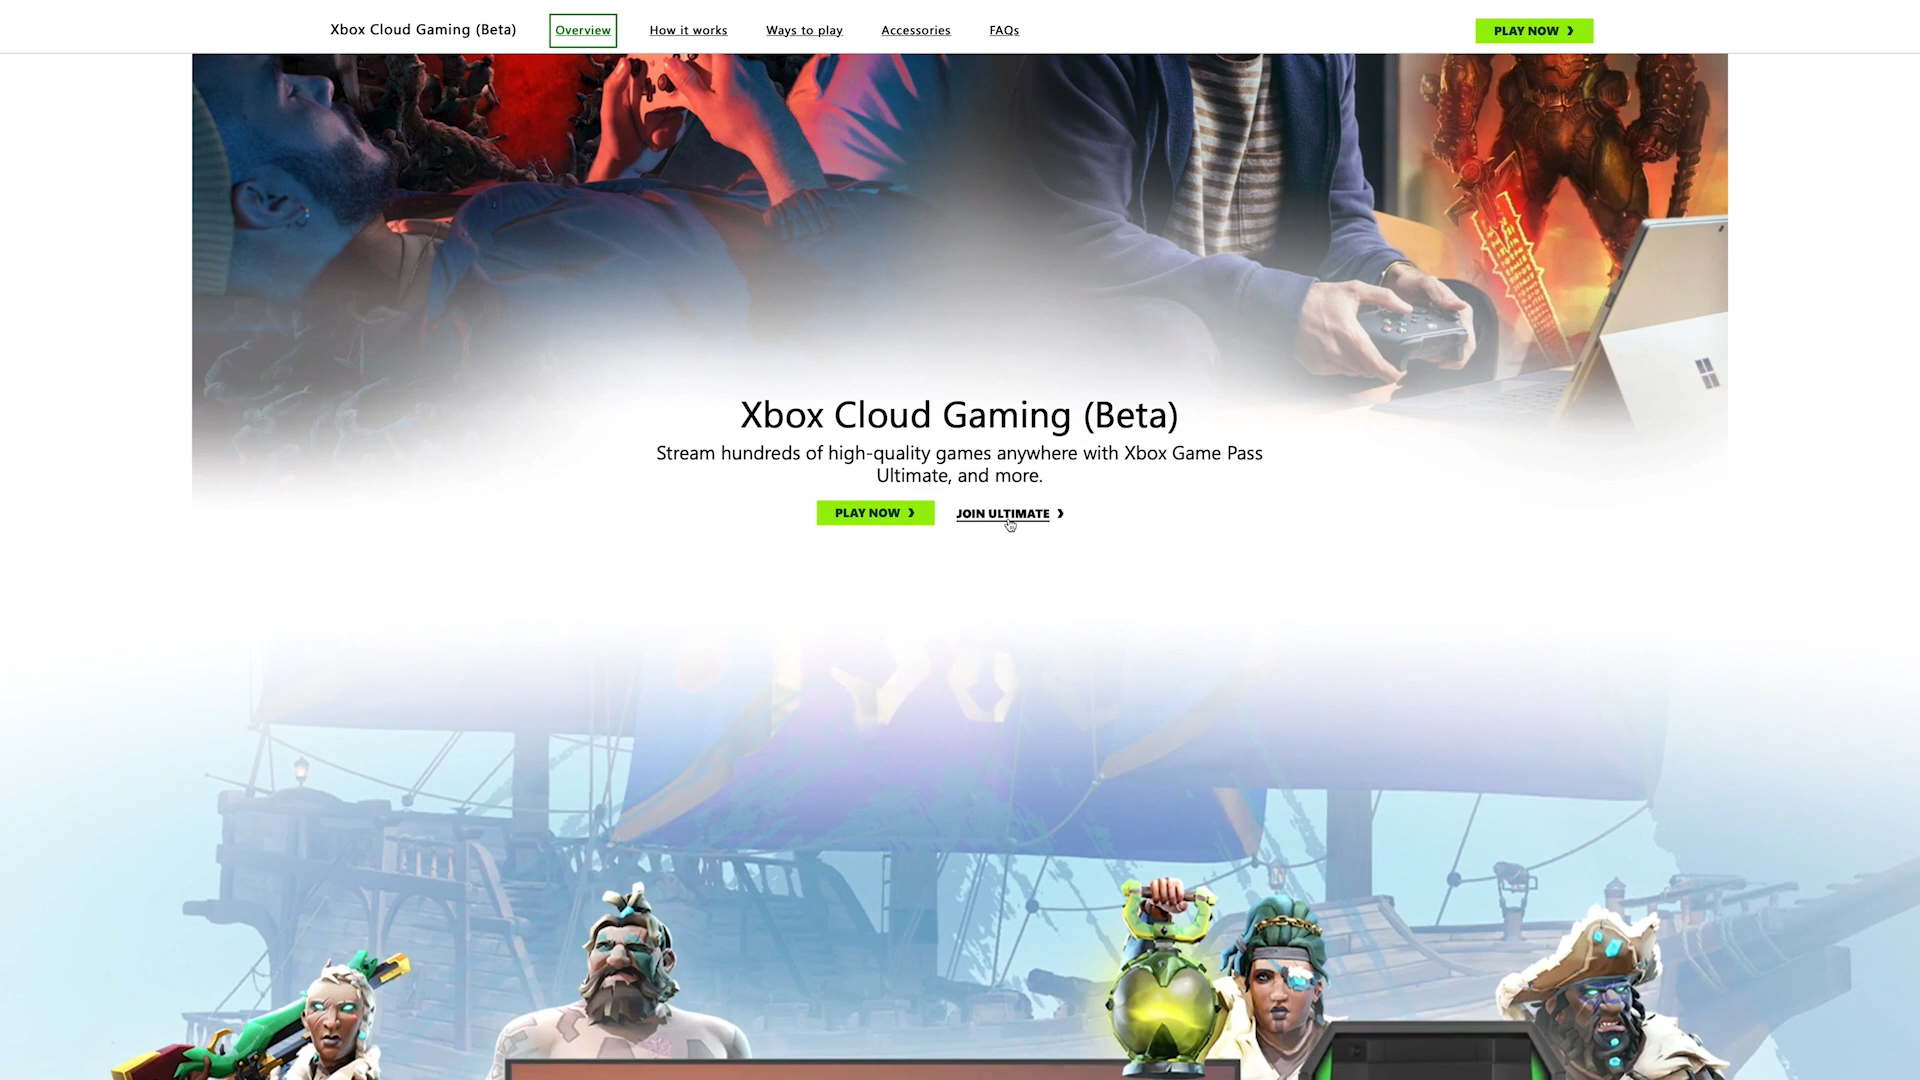 Xbox Cloud Gaming (Beta)
Overview
How it works
Ways to play
Accessories
FAQs
PLAY NOW
Xbox Cloud Gaming (Beta)
Stream hundreds of high-quality games anywhere with Xbox Game Pass
Ultimate, and more.
PLAY NOW
JOIN ULTIMATE